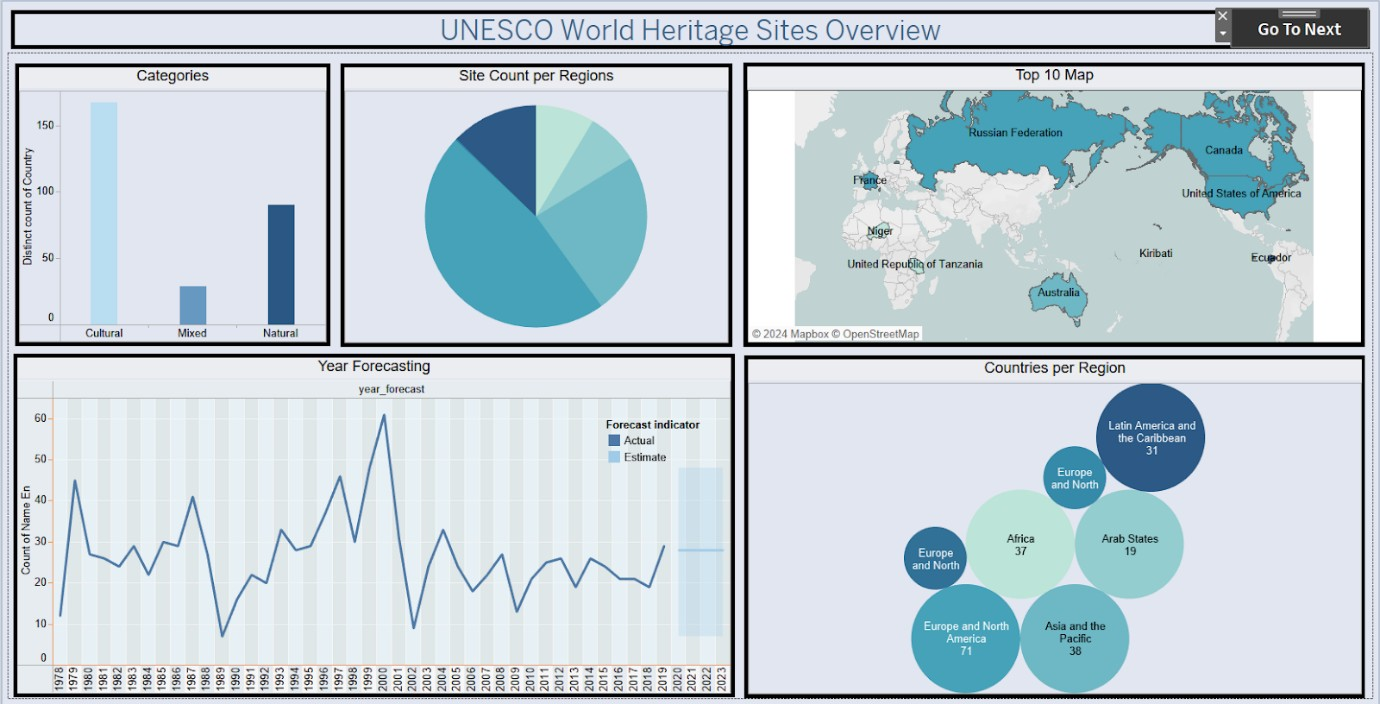 UNESCO World Heritage Sites Overview
Go To Next
Categories
Distinct count of Country
150
100
50
0
Cultural
Mixed
Natural
Site Count per Regions
Top 10 Map
Russian Federation
Canada
France
United States of America
Niger
United Republic of Tanzania
Kiribati
Ecuador
Australia
© 2024 Mapbox © OpenStreetMap
Year Forecasting
year_forecast
Count of Name En
60
50
40
30
20
10
0
Forecast indicator
Actual
Estimate
1978
1979
1980
1981
1982
1983
1984
1985
1986
1987
1988
1989
1990
1991
1992
1993
1994
1995
1996
1997
1998
1999
2000
2001
2002
2003
2004
2005
2006
2007
2008
2009
2010
2011
2012
2013
2014
2015
2016
2017
2018
2019
2020
2021
2022
2023
Countries per Region
Latin America and
the Caribbean
31
Europe
and North
Africa
37
Arab States
19
Europe
and North
Europe and North
America
71
Asia and the
Pacific
38